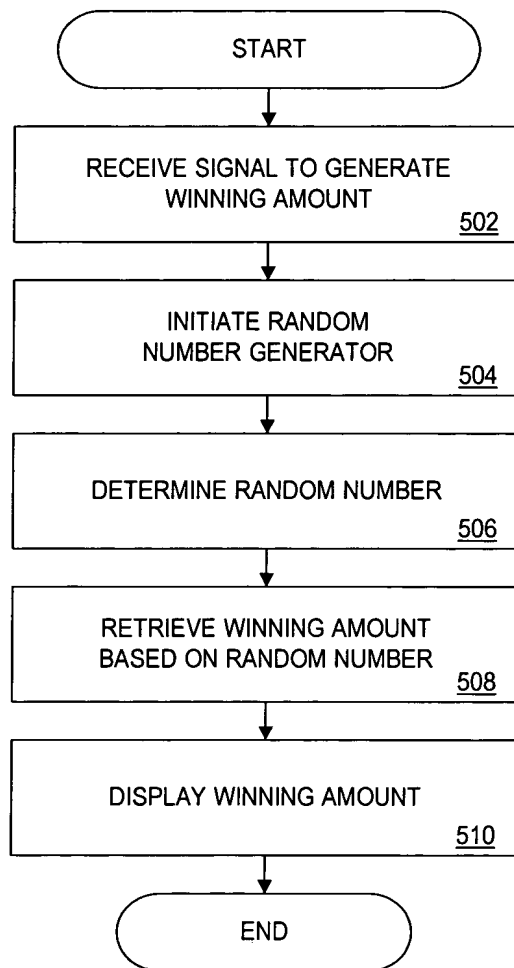 START
RECEIVE SIGNAL TO GENERATE
WINNING AMOUNT
502
INITIATE RANDOM
NUMBER GENERATOR
504
DETERMINE RANDOM NUMBER
506
RETRIEVE WINNING AMOUNT
BASED ON RANDOM NUMBER
508
DISPLAY WINNING AMOUNT
510
END